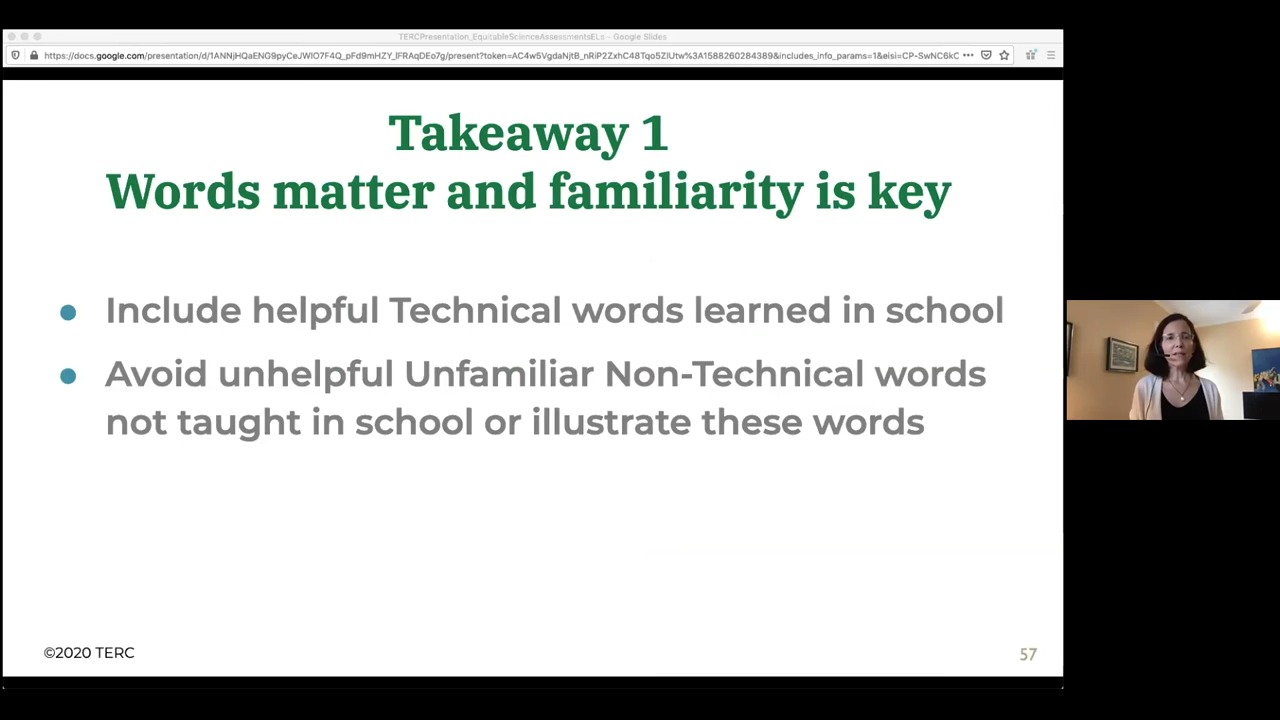 TERCPresentation_EquitableScienceAssessmentsELs - Google Slides
Takeaway 1
Words matter and familiarity is key
Include helpful Technical words learned in school
Avoid unhelpful Unfamiliar Non-Technical words
not taught in school or illustrate these words
©2020 TERC
57